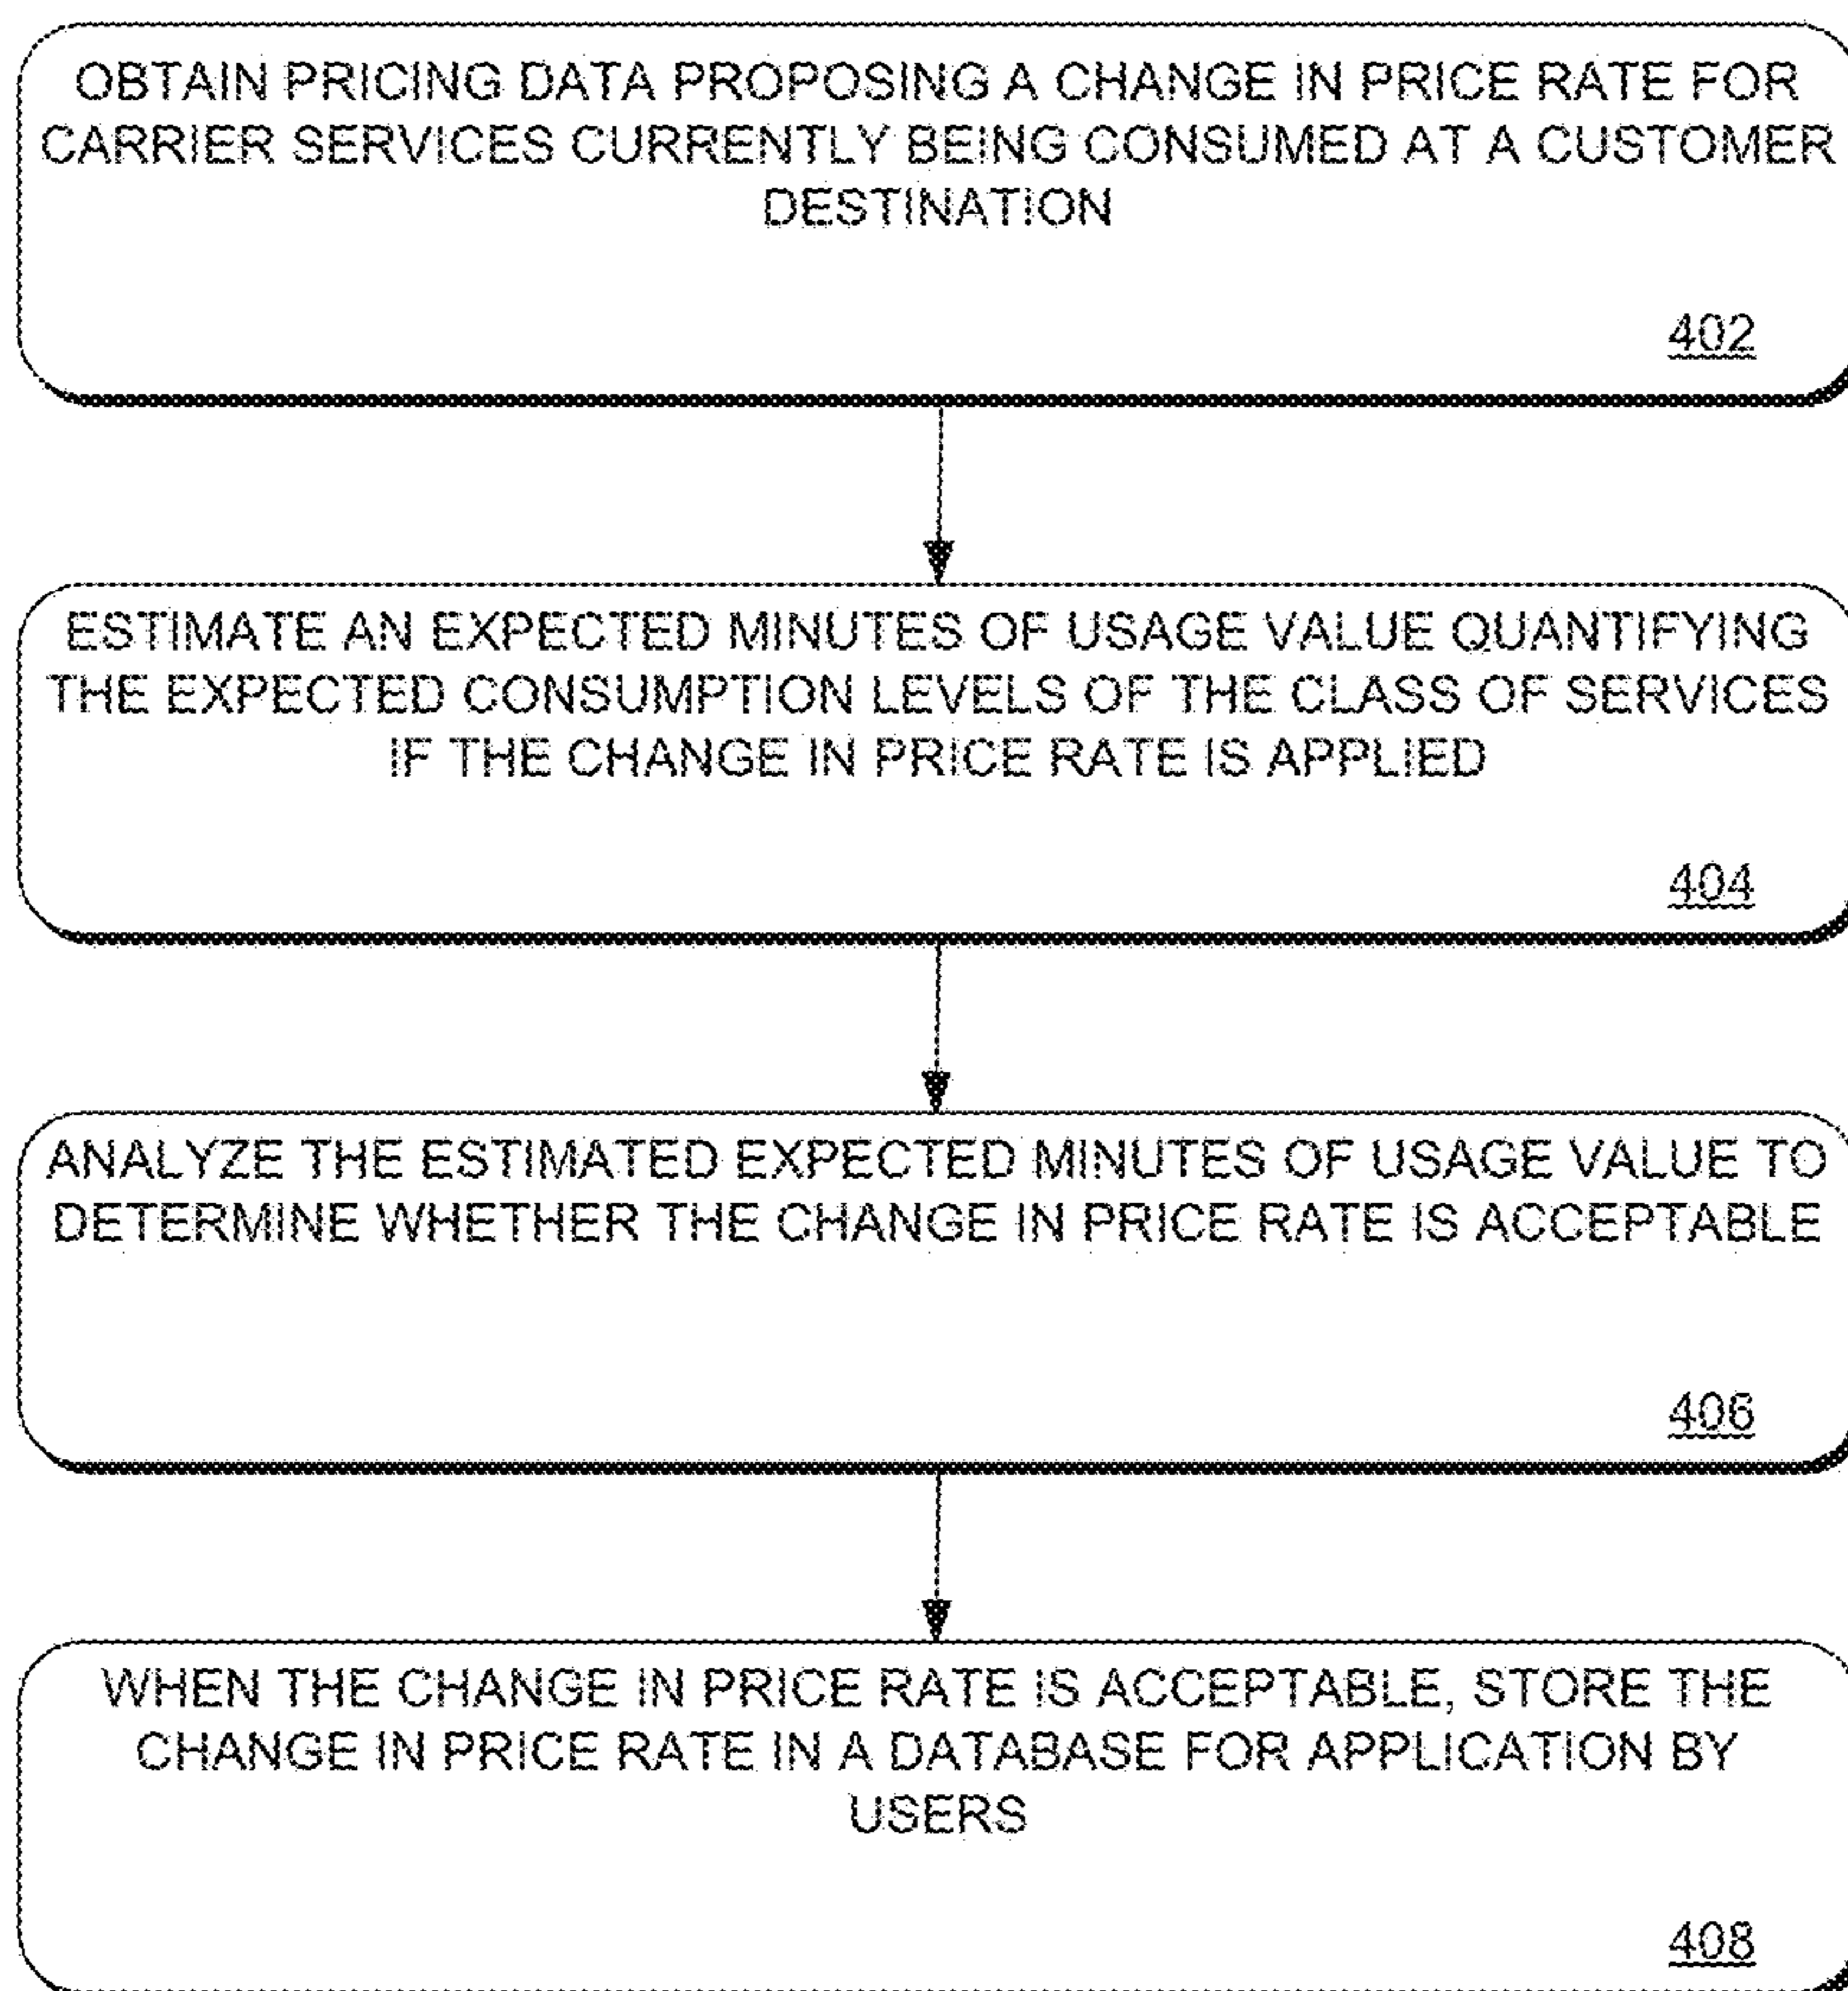 OBTAIN PRICING DATA PROPOSING A CHANGE IN PRICE RATE FOR
CARRIER SERVICES CURRENTLY BEING CONSUMED AT A CUSTOMER
DESTINATION
402
ESTIMATE AN EXPECTED MINUTES OF USAGE VALUE QUANTIFYING
THE EXPECTED CONSUMPTION LEVELS OF THE CLASS OF SERVICES
IF THE CHANGE IN PRICE RATE IS APPLIED
404
ANALYZE THE ESTIMATED EXPECTED MINUTES OF USAGE VALUE TO
DETERMINE WHETHER THE CHANGE IN PRICE RATE IS ACCEPTABLE
406
WHEN THE CHANGE IN PRICE RATE IS ACCEPTABLE, STORE THE
CHANGE IN PRICE RATE IN A DATABASE FOR APPLICATION BY
USERS
408